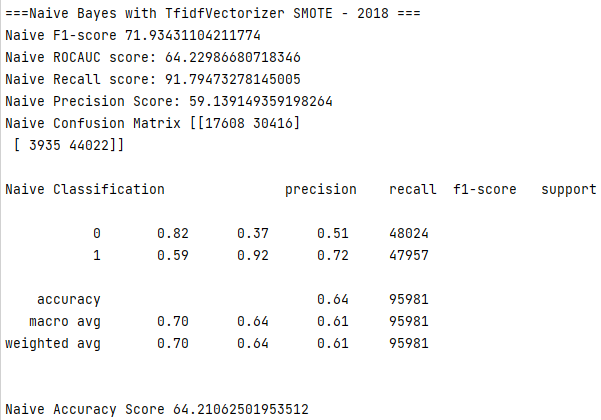 ===Naive Bayes with TfidfVectorizer SMOTE - 2018 ===
Naive F1-score 71.93431104211774
Naive ROCAUC score: 64.22986680718346
Naive Recall score: 91.79473278145005
Naive Precision Score: 59.139149359198264
Naive Confusion Matrix [[17608 30416]
[ 3935 44022]]
Naive Classification precision recall f1-score support
0 0.82 0.37 0.51 48024
1 0.59 0.92 0.72 47957
accuracy 0.64 95981
macro avg 0.70 0.64 0.61 95981
weighted avg 0.70 0.64 0.61 95981
Naive Accuracy Score 64.21062501953512